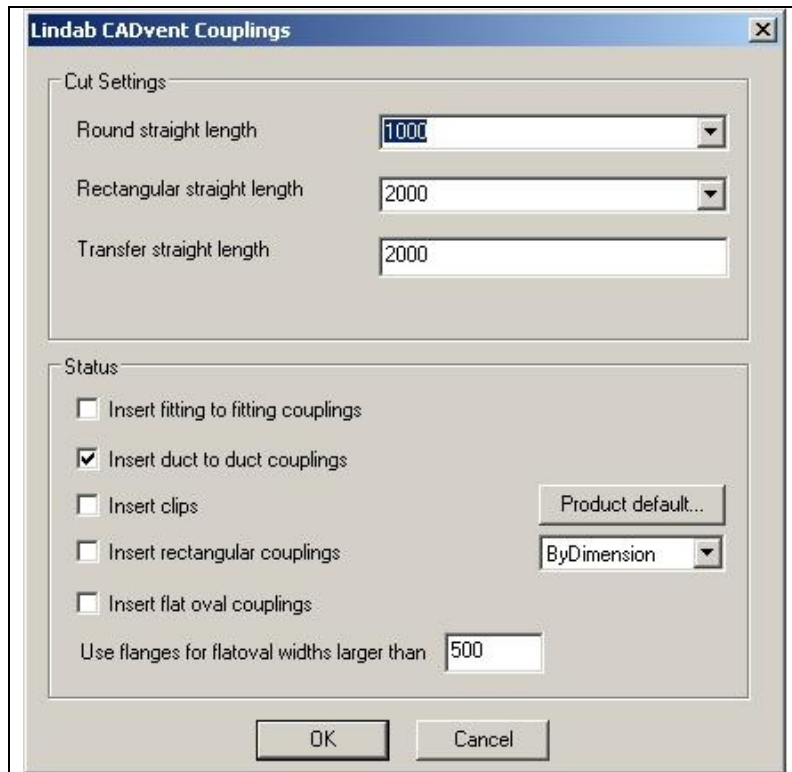 Lindab CADvent Couplings
Cut Settings
Round straight length 1000
Rectangular straight length 2000
Transfer straight length 2000
Status
Insert fitting to fitting couplings
Insert duct to duct couplings
Insert clips Product default...
Insert rectangular couplings ByDimension
Insert flat oval couplings
Use flanges for flatoval widths larger than 500
OK Cancel